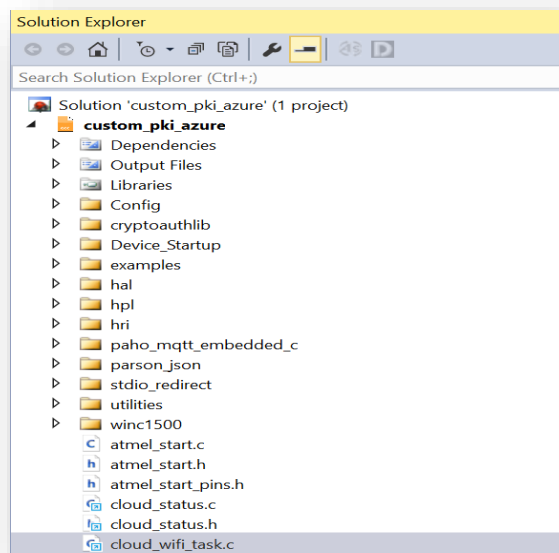 Solution Explorer
Search Solution Explorer (Ctrl+;)
Solution 'custom_pki_azure' (1 project)
custom_pki_azure
Dependencies
Output Files
Libraries
Config
cryptoauthlib
Device_Startup
examples
hal
hpl
hri
paho_mqtt_embedded_c
parson_json
stdio_redirect
utilities
winc1500
atmel_start.c
atmel_start.h
atmel_start_pins.h
cloud_status.c
cloud_status.h
cloud_wifi_task.c